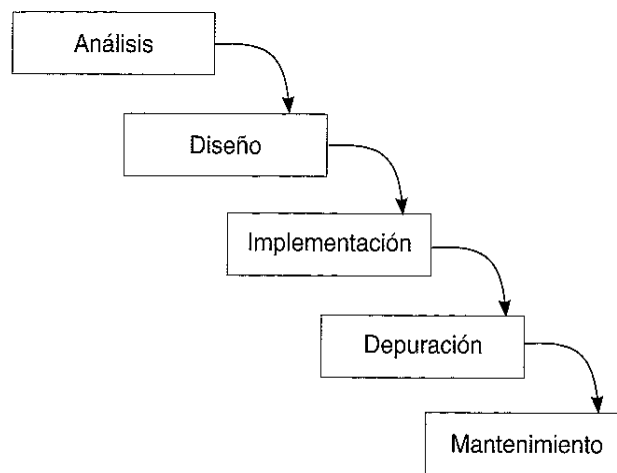 Análisis
Diseño
Implementación
Depuración
Mantenimiento